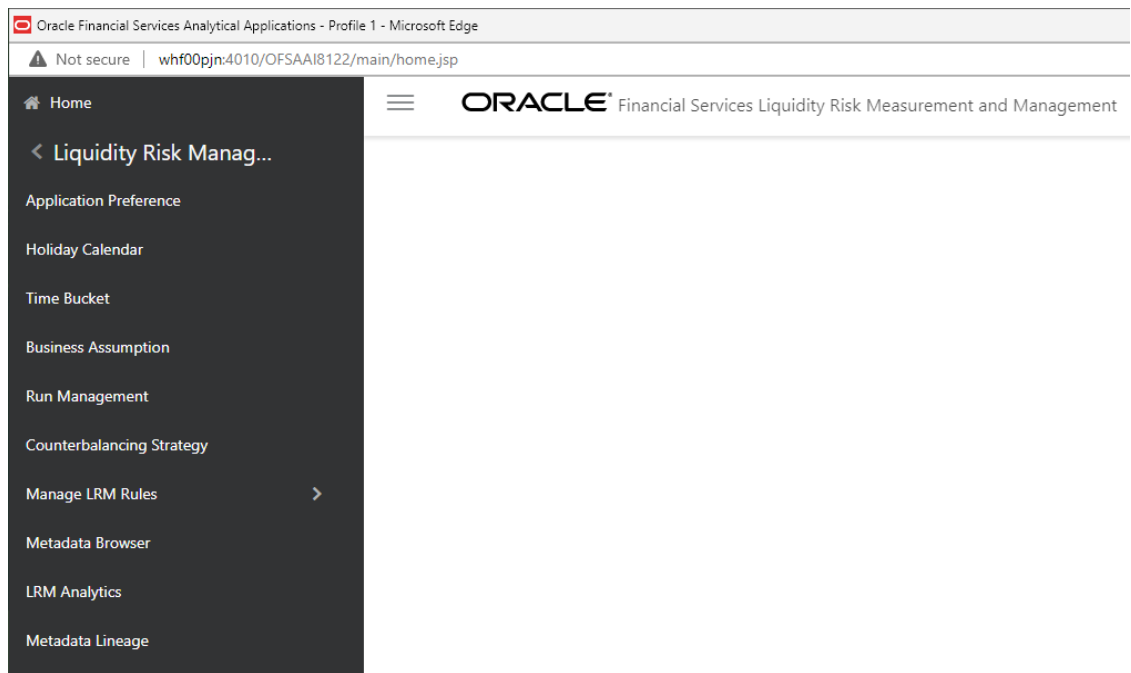 Oracle Financial Services Analytical Applications - Profile 1 - Microsoft Edge
Not secure | whf00pjn:4010/OFSAAI8122/main/home.jsp
Home
ORACLE® Financial Services Liquidity Risk Measurement and Management
Liquidity Risk Manag...
Application Preference
Holiday Calendar
Time Bucket
Business Assumption
Run Management
Counterbalancing Strategy
Manage LRM Rules
Metadata Browser
LRM Analytics
Metadata Lineage